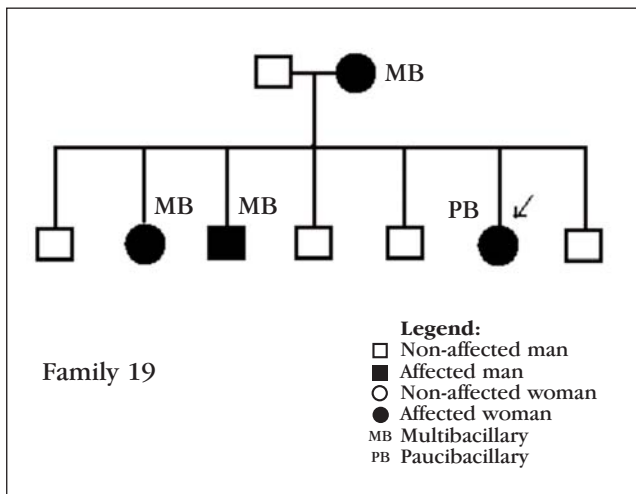 MB
MB MB PB
Family 19
Legend:
Non-affected man
Affected man
Non-affected woman
Affected woman
MB Multibacillary
PB Paucibacillary